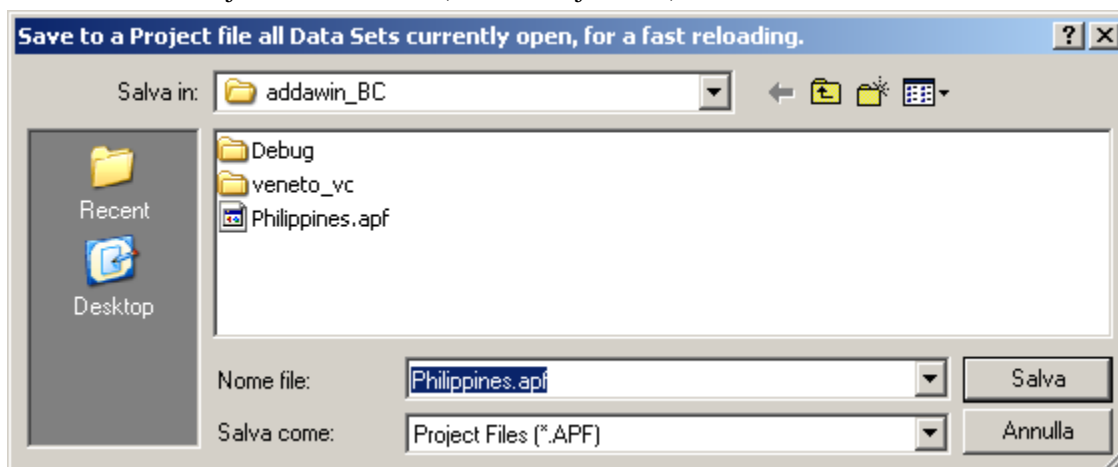 Save to a Project file all Data Sets currently open, for a fast reloading.
Salva in:
addawin_BC
Recent
Desktop
Debug
veneto_vc
Philippines.apf
Nome file:
Philippines.apf
Salva
Salva come:
Project Files (*.APF)
Annulla